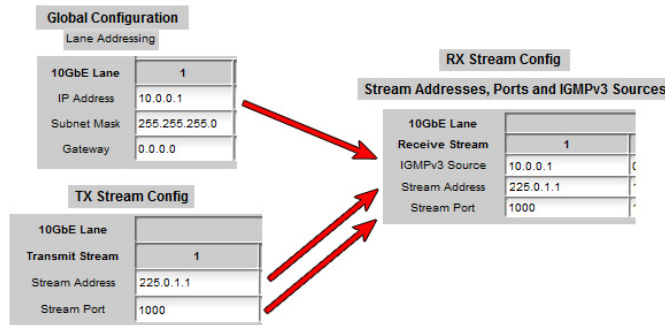 Global Configuration
Lane Addressing
10GbE Lane 1
IP Address 10.0.0.1
Subnet Mask 255.255.255.0
Gateway 0.0.0.0
TX Stream Config
10GbE Lane
Transmit Stream 1
Stream Address 225.0.1.1
Stream Port 1000
RX Stream Config
Stream Addresses, Ports and IGMPv3 Sources
10GbE Lane
Receive Stream 1
IGMPv3 Source 10.0.0.1
Stream Address 225.0.1.1
Stream Port 1000